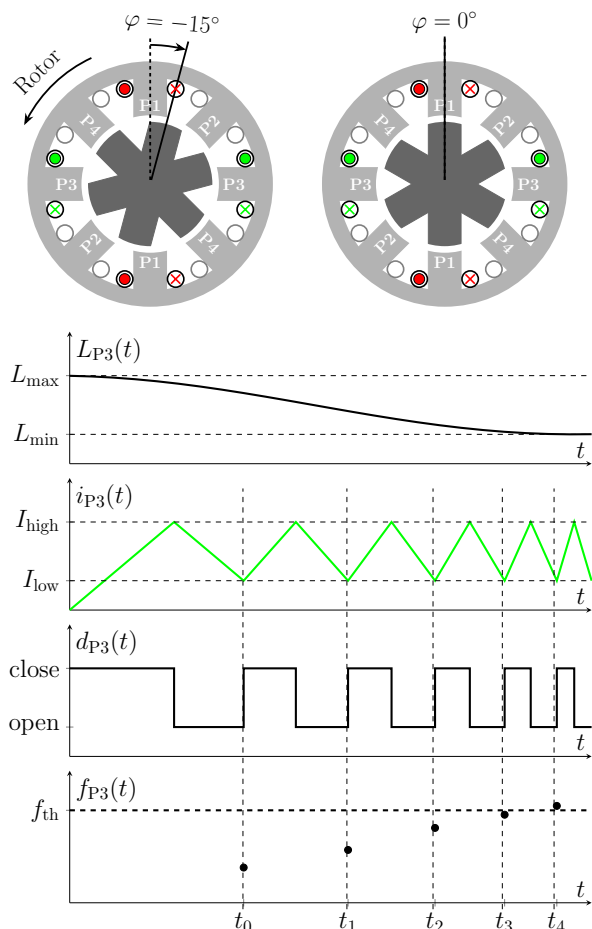 φ = −15° φ = 0°
Rotor
P1 P1
P4 P2 P4 P2
P3 P3 P3 P3
P2 P4 P2 P4
P1 P1
L_P3(t)
L_max
L_min
t
i_P3(t)
I_high
I_low
t
d_P3(t)
close
open
t
f_P3(t)
f_th
t
t_0 t_1 t_2 t_3 t_4